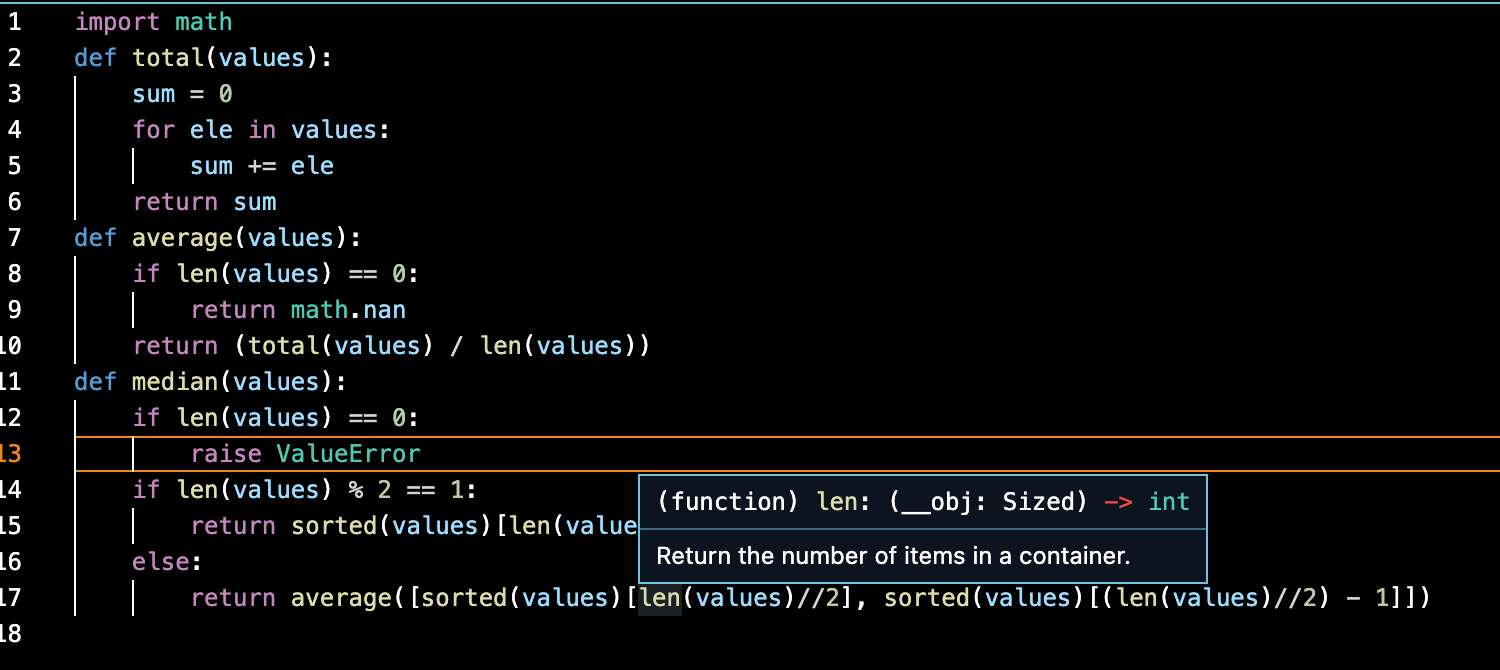 1 import math
2 def total(values):
3 sum = 0
4 for ele in values:
5 sum += ele
6 return sum
7 def average(values):
8 if len(values) == 0:
9 return math.nan
10 return (total(values) / len(values))
11 def median(values):
12 if len(values) == 0:
13 raise ValueError
14 if len(values) % 2 == 1:
(function) len: (__obj: Sized) -> int
15 return sorted(values)[len(value
Return the number of items in a container.
16 else:
17 return average([sorted(values)[len(values)//2], sorted(values)[(len(values)//2) - 1]])
18